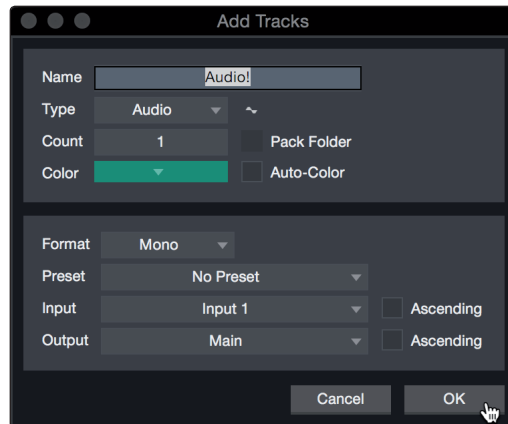 Add Tracks
Name Audio!
Type Audio
Count 1 Pack Folder
Color Auto-Color
Format Mono
Preset No Preset
Input Input 1 Ascending
Output Main Ascending
Cancel OK